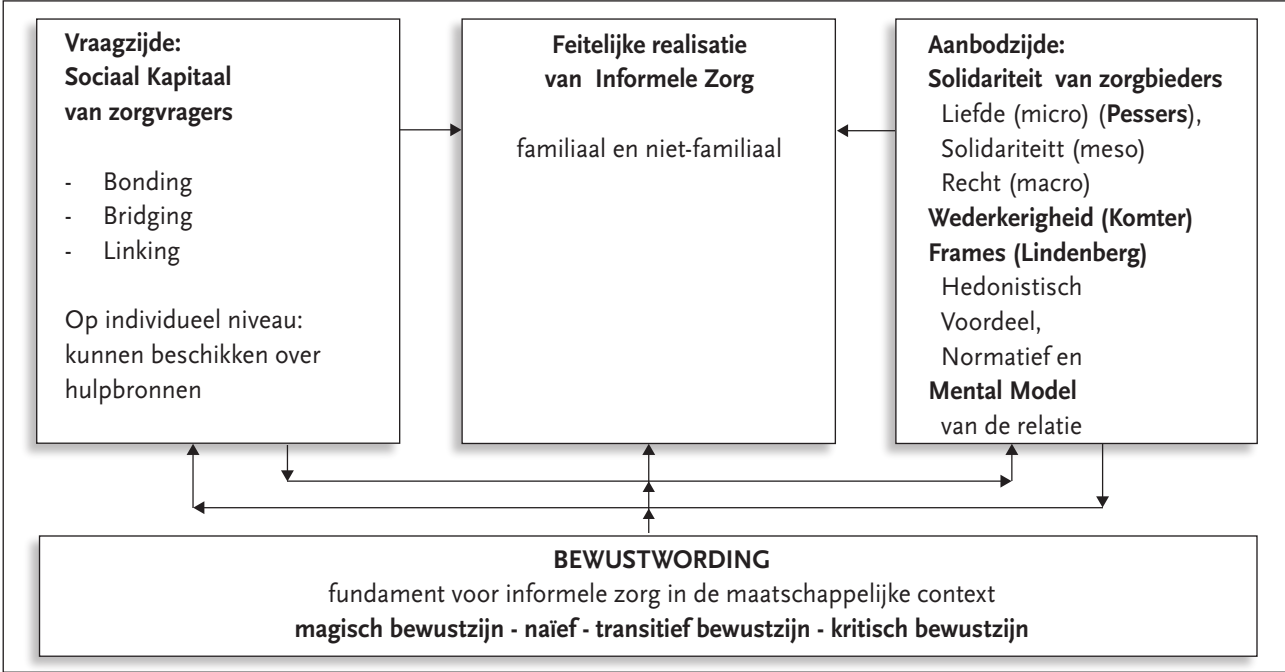 Vraagzijde:
Sociaal Kapitaal
van zorgvragers
- Bonding
- Bridging
- Linking
Op individueel niveau:
kunnen beschikken over
hulpbronnen
Feitelijke realisatie
van Informele Zorg
familiaal en niet-familiaal
Aanbodzijde:
Solidariteit van zorgbieders
Liefde (micro) (Pessers),
Solidariteitt (meso)
Recht (macro)
Wederkerigheid (Komter)
Frames (Lindenberg)
Hedonistisch
Voordeel,
Normatief en
Mental Model
van de relatie
BEWUSTWORDING
fundament voor informele zorg in de maatschappelijke context
magisch bewustzijn - naïef - transitief bewustzijn - kritisch bewustzijn